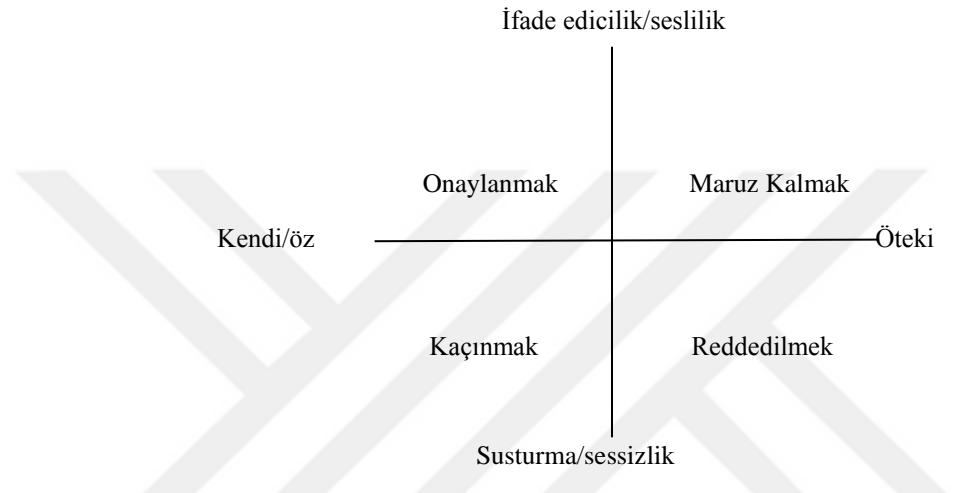 İfade edicilik/seslilik
Onaylanmak
Maruz Kalmak
Kendi/öz
Öteki
Kaçınmak
Reddedilmek
Susturma/sessizlik